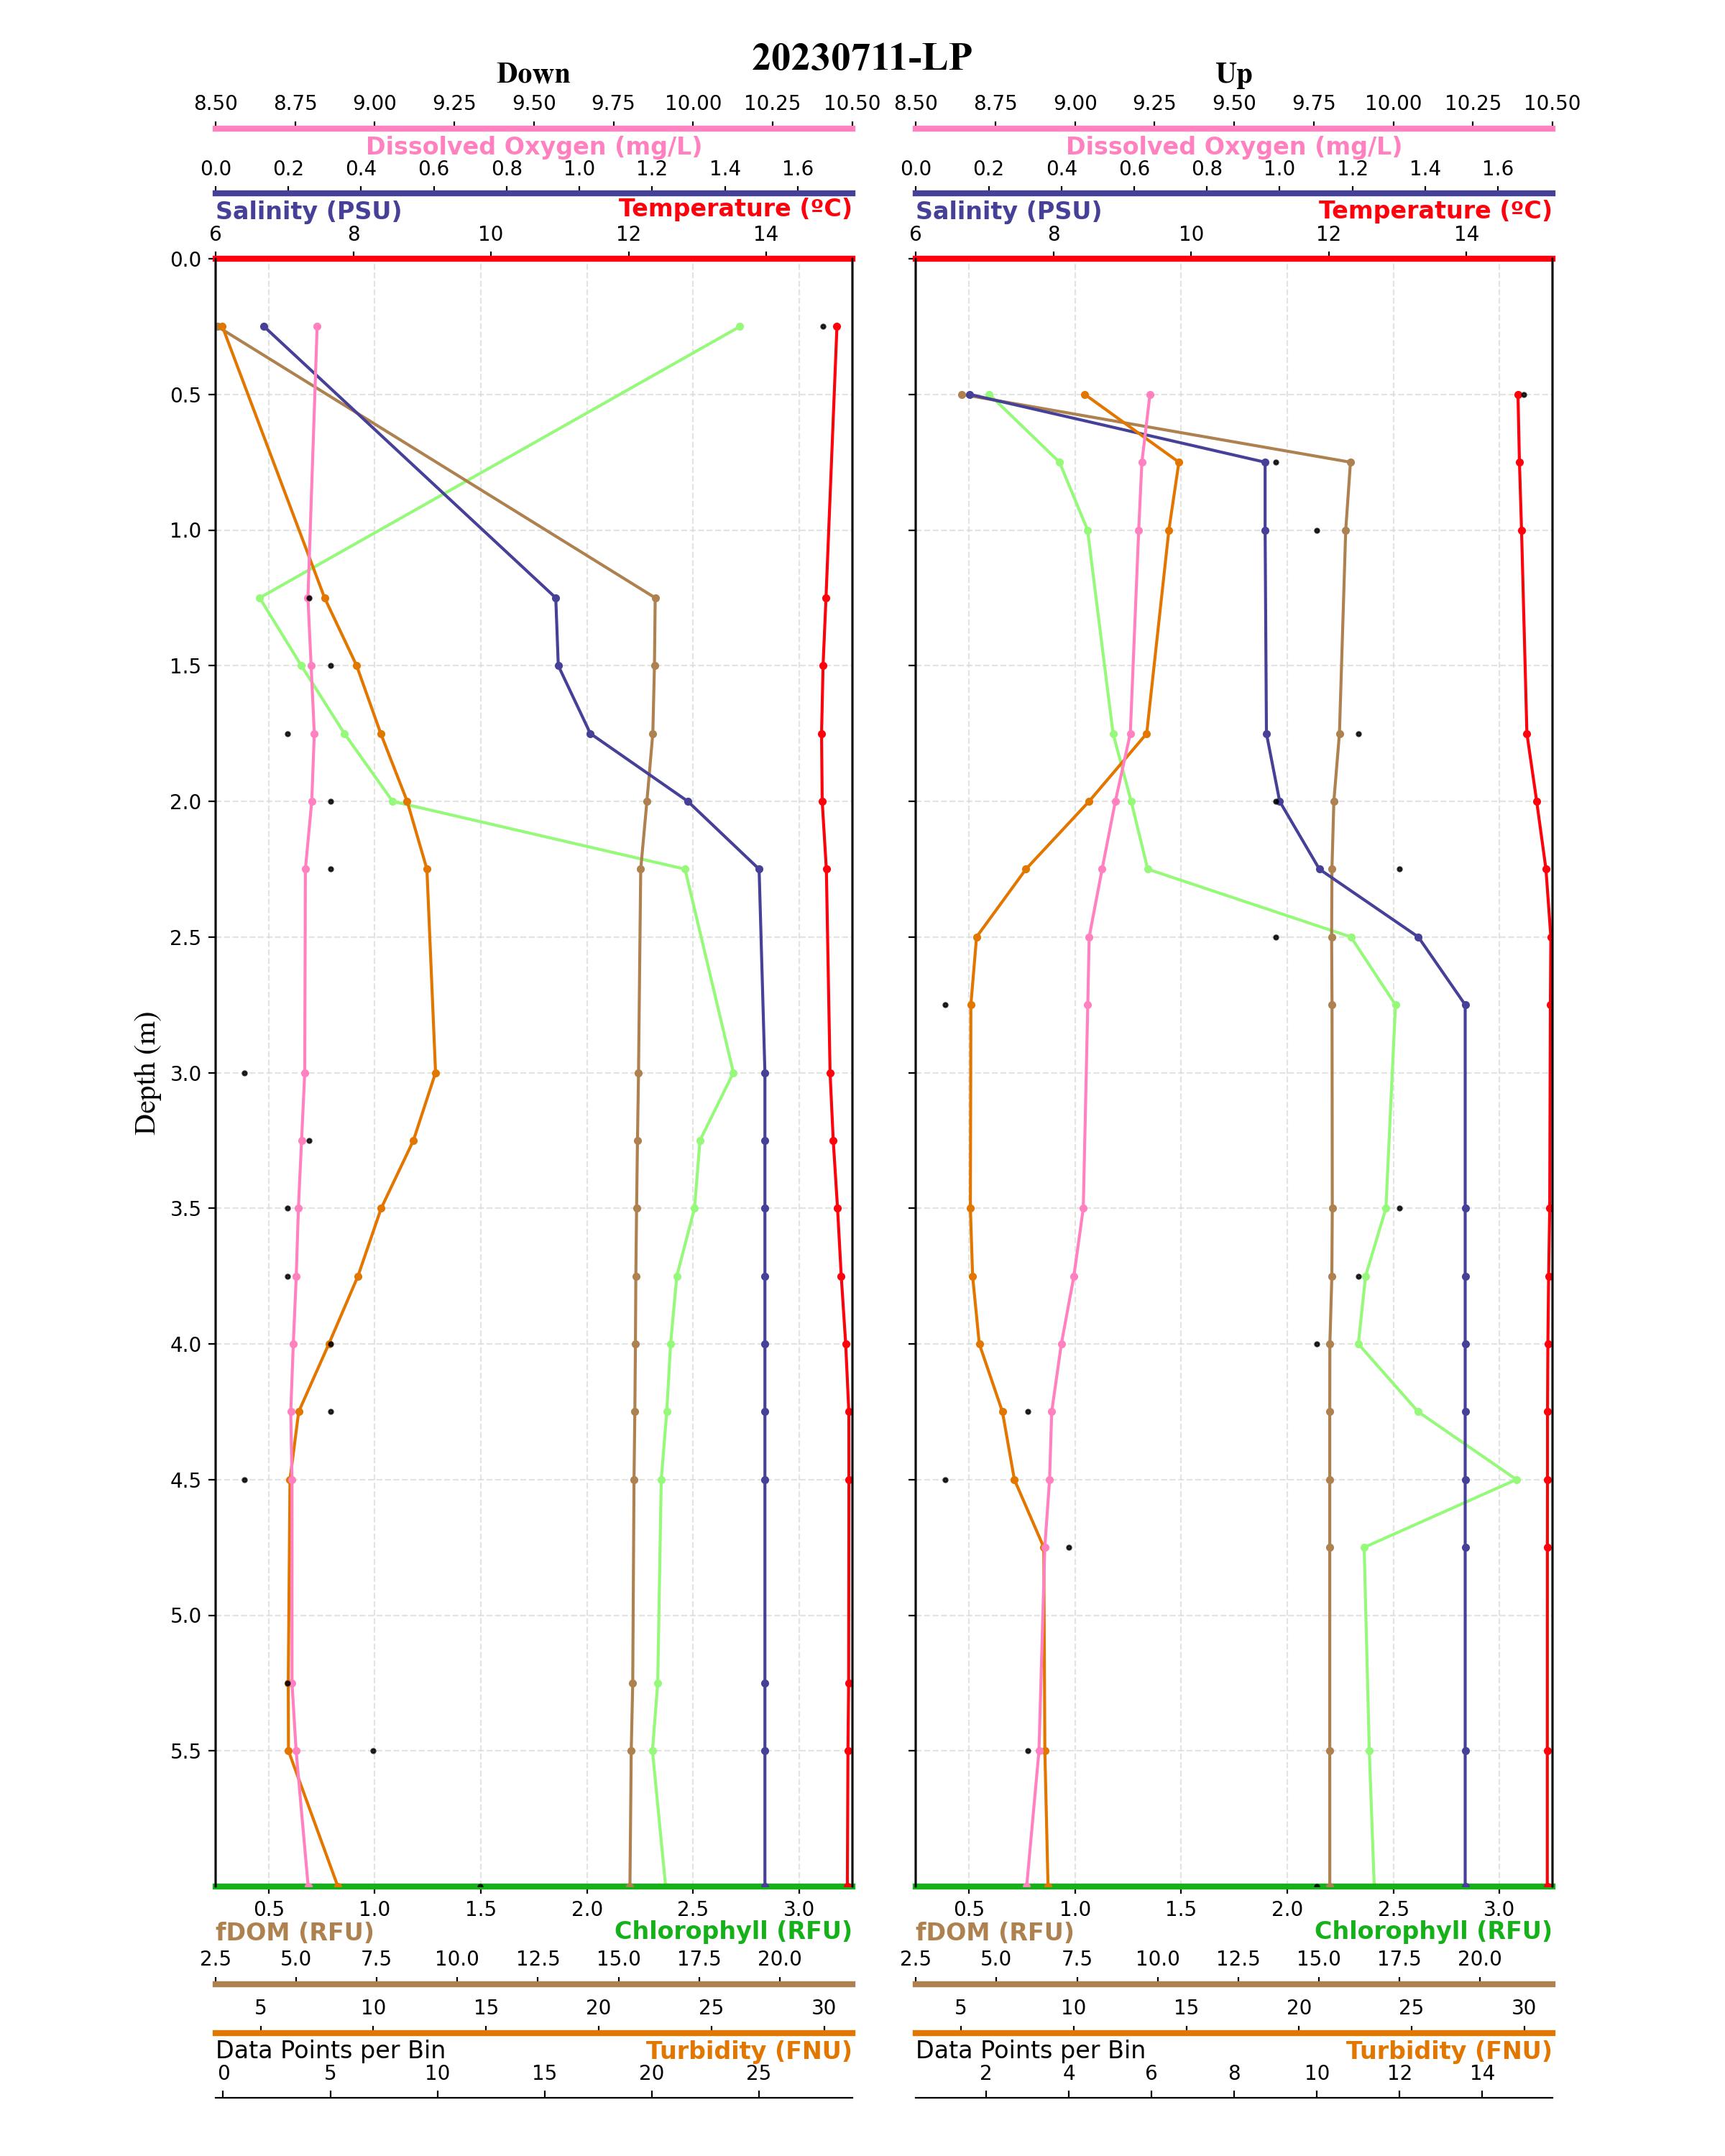 20230711-LP
Down Up
8.50 8.75 9.00 9.25 9.50 9.75 10.00 10.25 10.50 8.50 8.75 9.00 9.25 9.50 9.75 10.00 10.25 10.50
Dissolved Oxygen (mg/L) Dissolved Oxygen (mg/L)
0.0 0.2 0.4 0.6 0.8 1.0 1.2 1.4 1.6 0.0 0.2 0.4 0.6 0.8 1.0 1.2 1.4 1.6
Salinity (PSU) Temperature (ºC) Salinity (PSU) Temperature (ºC)
6 8 10 12 14 6 8 10 12 14
0.0
0.5
1.0
1.5
2.0
2.5
Depth (m)
3.0
3.5
4.0
4.5
5.0
5.5
0.5 1.0 1.5 2.0 2.5 3.0 0.5 1.0 1.5 2.0 2.5 3.0
fDOM (RFU) Chlorophyll (RFU) fDOM (RFU) Chlorophyll (RFU)
2.5 5.0 7.5 10.0 12.5 15.0 17.5 20.0 2.5 5.0 7.5 10.0 12.5 15.0 17.5 20.0
5 10 15 20 25 30 5 10 15 20 25 30
Data Points per Bin Turbidity (FNU) Data Points per Bin Turbidity (FNU)
0 5 10 15 20 25 2 4 6 8 10 12 14